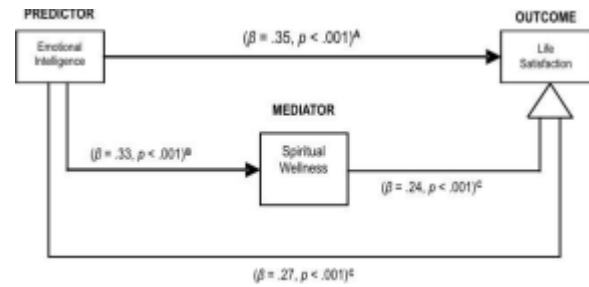 PREDICTOR
OUTCOME
Emotional
Intelligence
(β = .35, p < .001)ᴬ
Life
Satisfaction
MEDIATOR
(β = .33, p < .001)ᴮ
Spiritual
Wellness
(β = .24, p < .001)ᶜ
(β = .27, p < .001)ᶜ